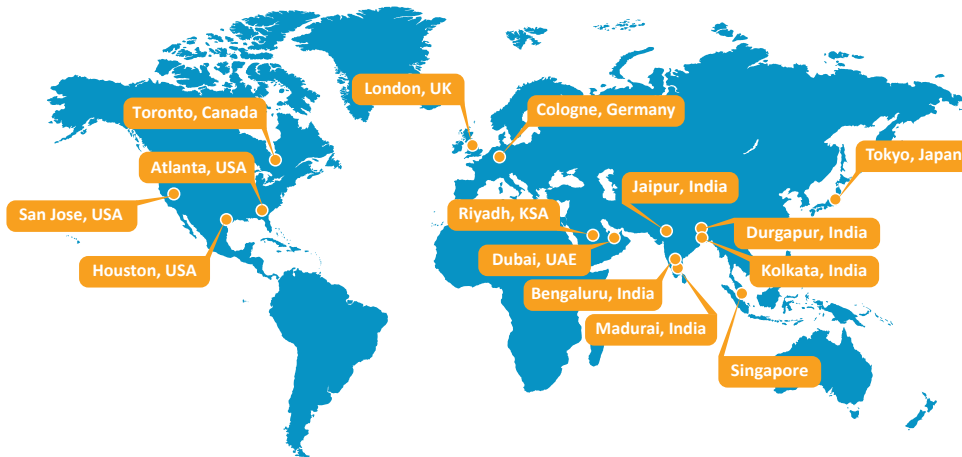 London, UK
Toronto, Canada
Cologne, Germany
Atlanta, USA
Tokyo, Japan
Jaipur, India
San Jose, USA
Riyadh, KSA
Durgapur, India
Dubai, UAE
Houston, USA
Kolkata, India
Bengaluru, India
Madurai, India
Singapore